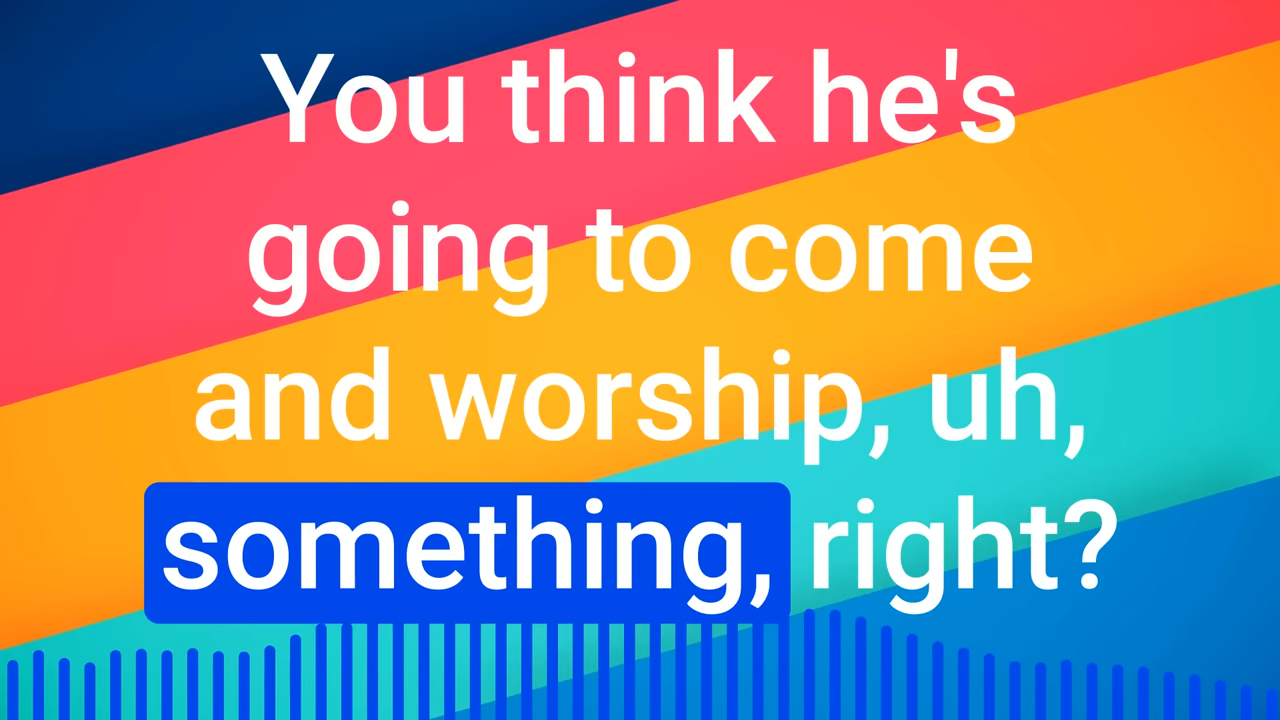 You think he's
going to come
and worship, uh,
something, right?